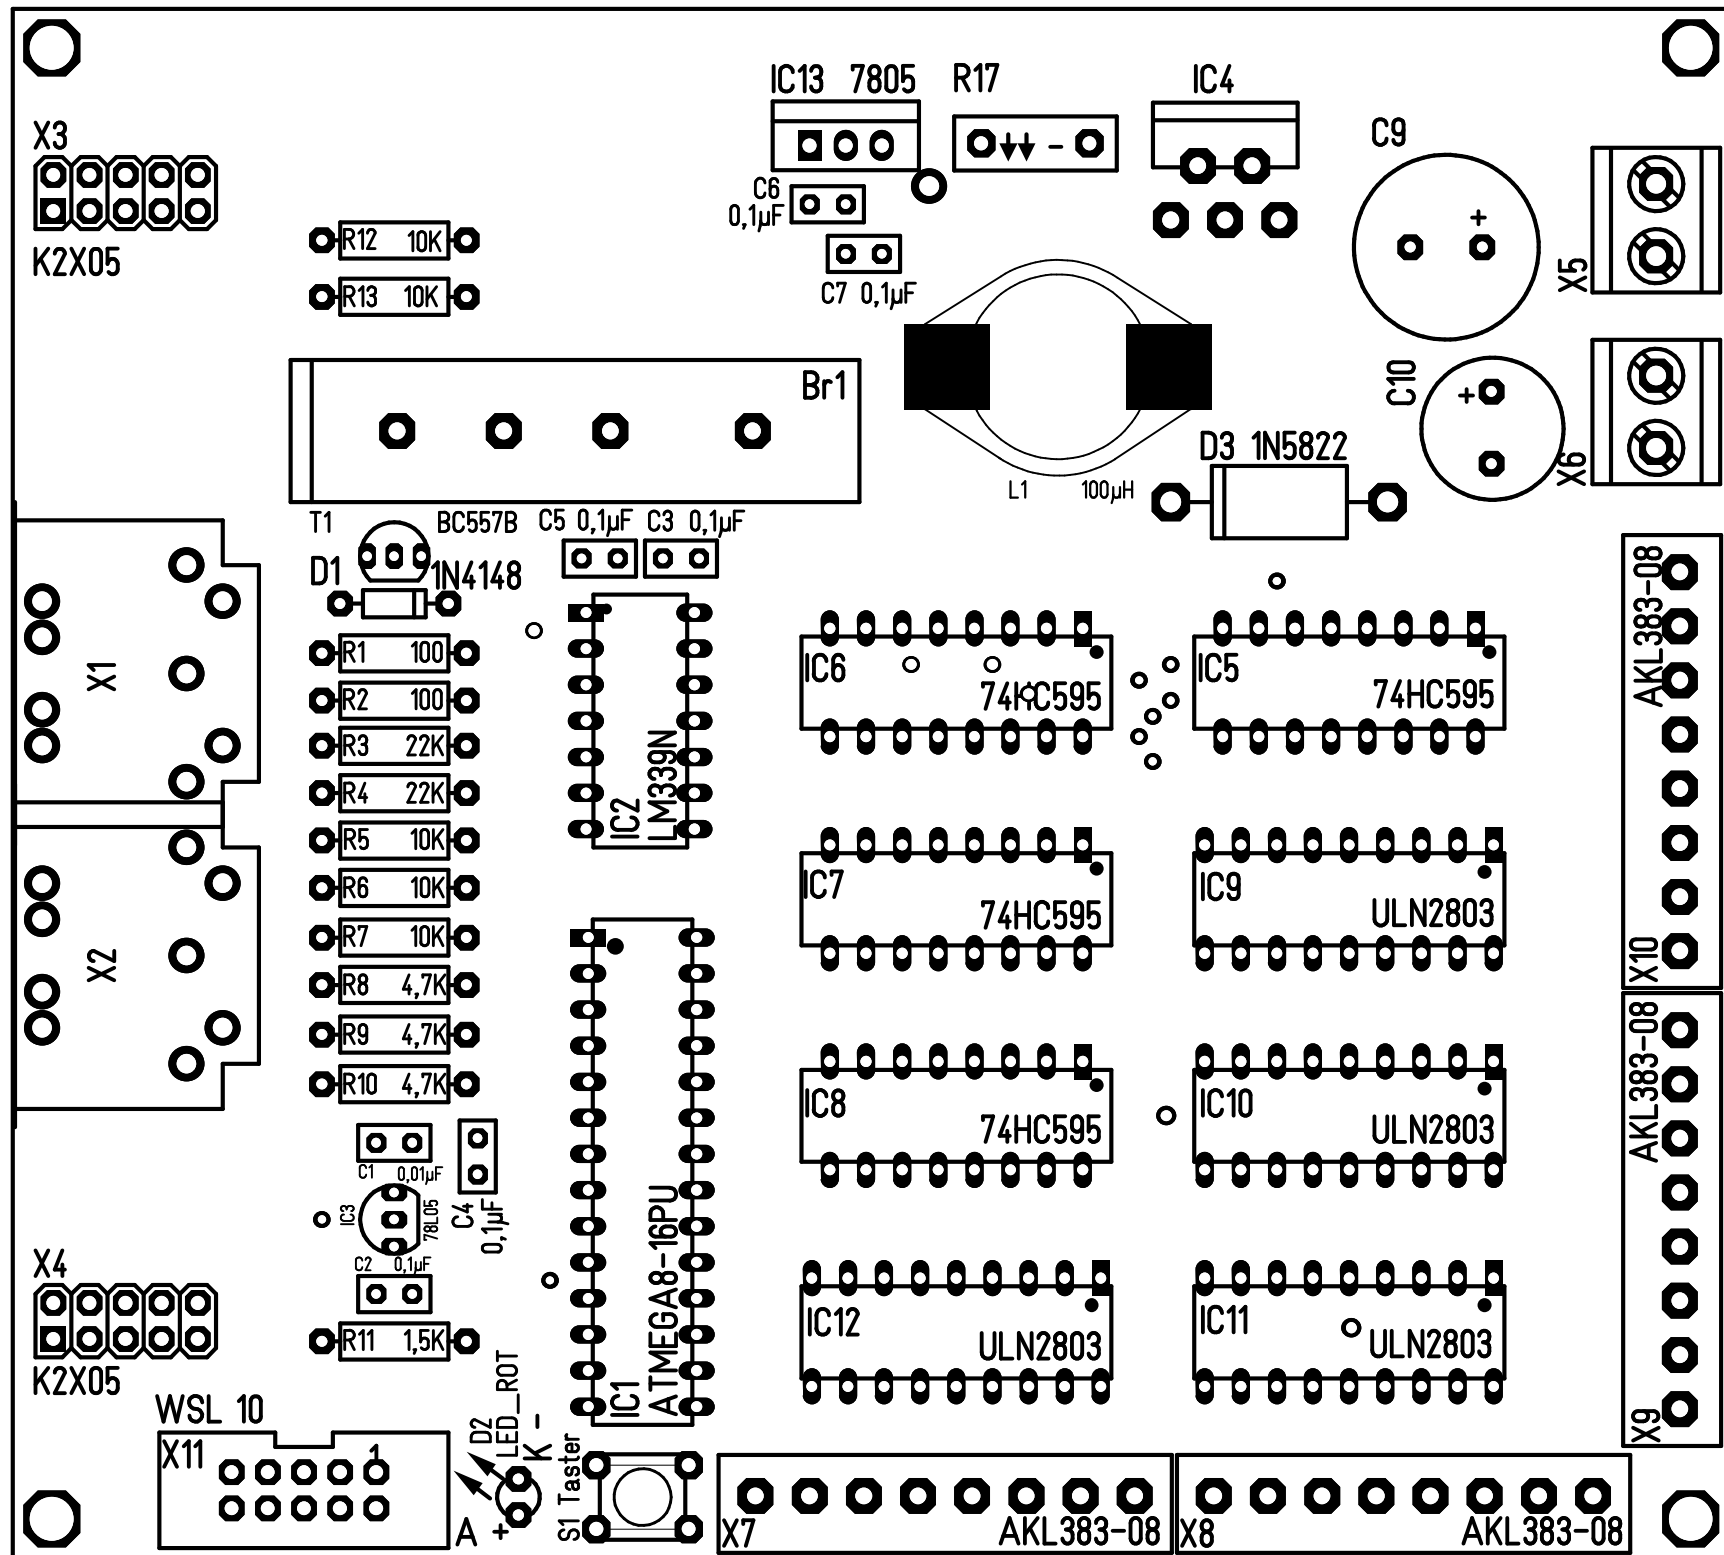 IC13 7805
R17
IC4
X3
C9
C6
0,1µF
K2X05
R12 10K
R13 10K
C7 0,1µF
X5
Br1
C10
D3 1N5822
X6
L1 100µH
T1 BC557B
C5 0,1µF
C3 0,1µF
D1 1N4148
X1
R1 100
R2 100
R3 22K
R4 22K
R5 10K
R6 10K
R7 10K
R8 4,7K
R9 4,7K
R10 4,7K
X2
IC2
LM339N
IC6
74HC595
IC5
74HC595
AKL383-08
X10
IC7
74HC595
IC9
ULN2803
IC8
74HC595
IC10
ULN2803
AKL383-08
X9
C1 0,01µF
IC3
78L05
C4
0,1µF
C2 0,1µF
X4
K2X05
R11 1,5K
IC1
ATMEGA8-16PU
IC12
ULN2803
IC11
ULN2803
WSL 10
X11 1
D2
LED_ROT
K -
A +
S1 Taster
X7 AKL383-08
X8 AKL383-08